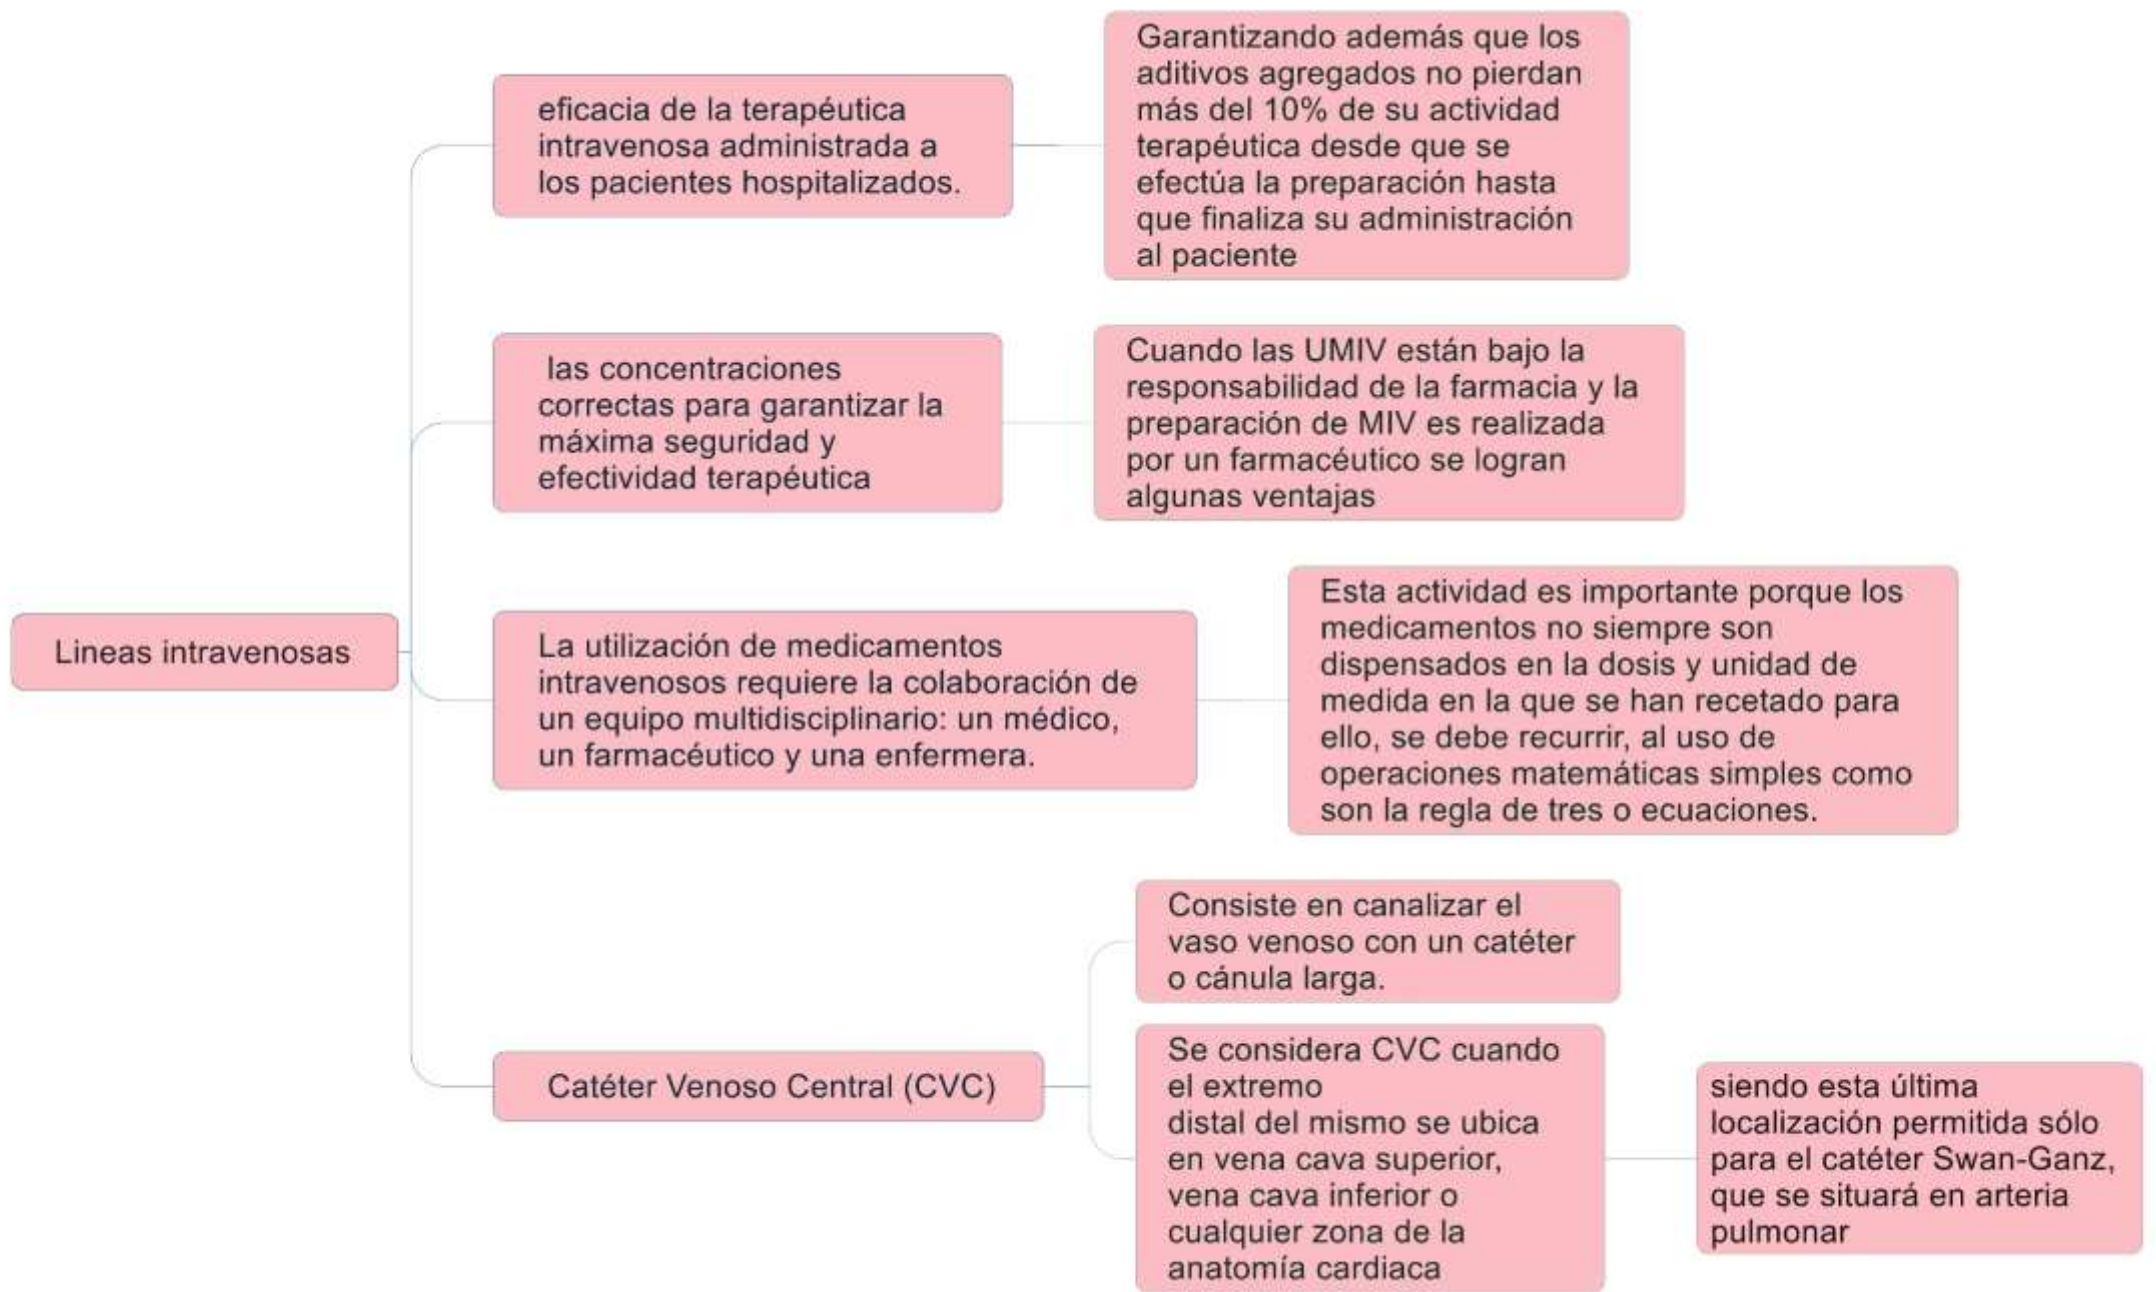 Lineas intravenosas
eficacia de la terapéutica
intravenosa administrada a
los pacientes hospitalizados.
Garantizando además que los
aditivos agregados no pierdan
más del 10% de su actividad
terapéutica desde que se
efectúa la preparación hasta
que finaliza su administración
al paciente
las concentraciones
correctas para garantizar la
máxima seguridad y
efectividad terapéutica
Cuando las UMIV están bajo la
responsabilidad de la farmacia y la
preparación de MIV es realizada
por un farmacéutico se logran
algunas ventajas
La utilización de medicamentos
intravenosos requiere la colaboración de
un equipo multidisciplinario: un médico,
un farmacéutico y una enfermera.
Esta actividad es importante porque los
medicamentos no siempre son
dispensados en la dosis y unidad de
medida en la que se han recetado para
ello, se debe recurrir, al uso de
operaciones matemáticas simples como
son la regla de tres o ecuaciones.
Catéter Venoso Central (CVC)
Consiste en canalizar el
vaso venoso con un catéter
o cánula larga.
Se considera CVC cuando
el extremo
distal del mismo se ubica
en vena cava superior,
vena cava inferior o
cualquier zona de la
anatomía cardiaca
siendo esta última
localización permitida sólo
para el catéter Swan-Ganz,
que se situará en arteria
pulmonar